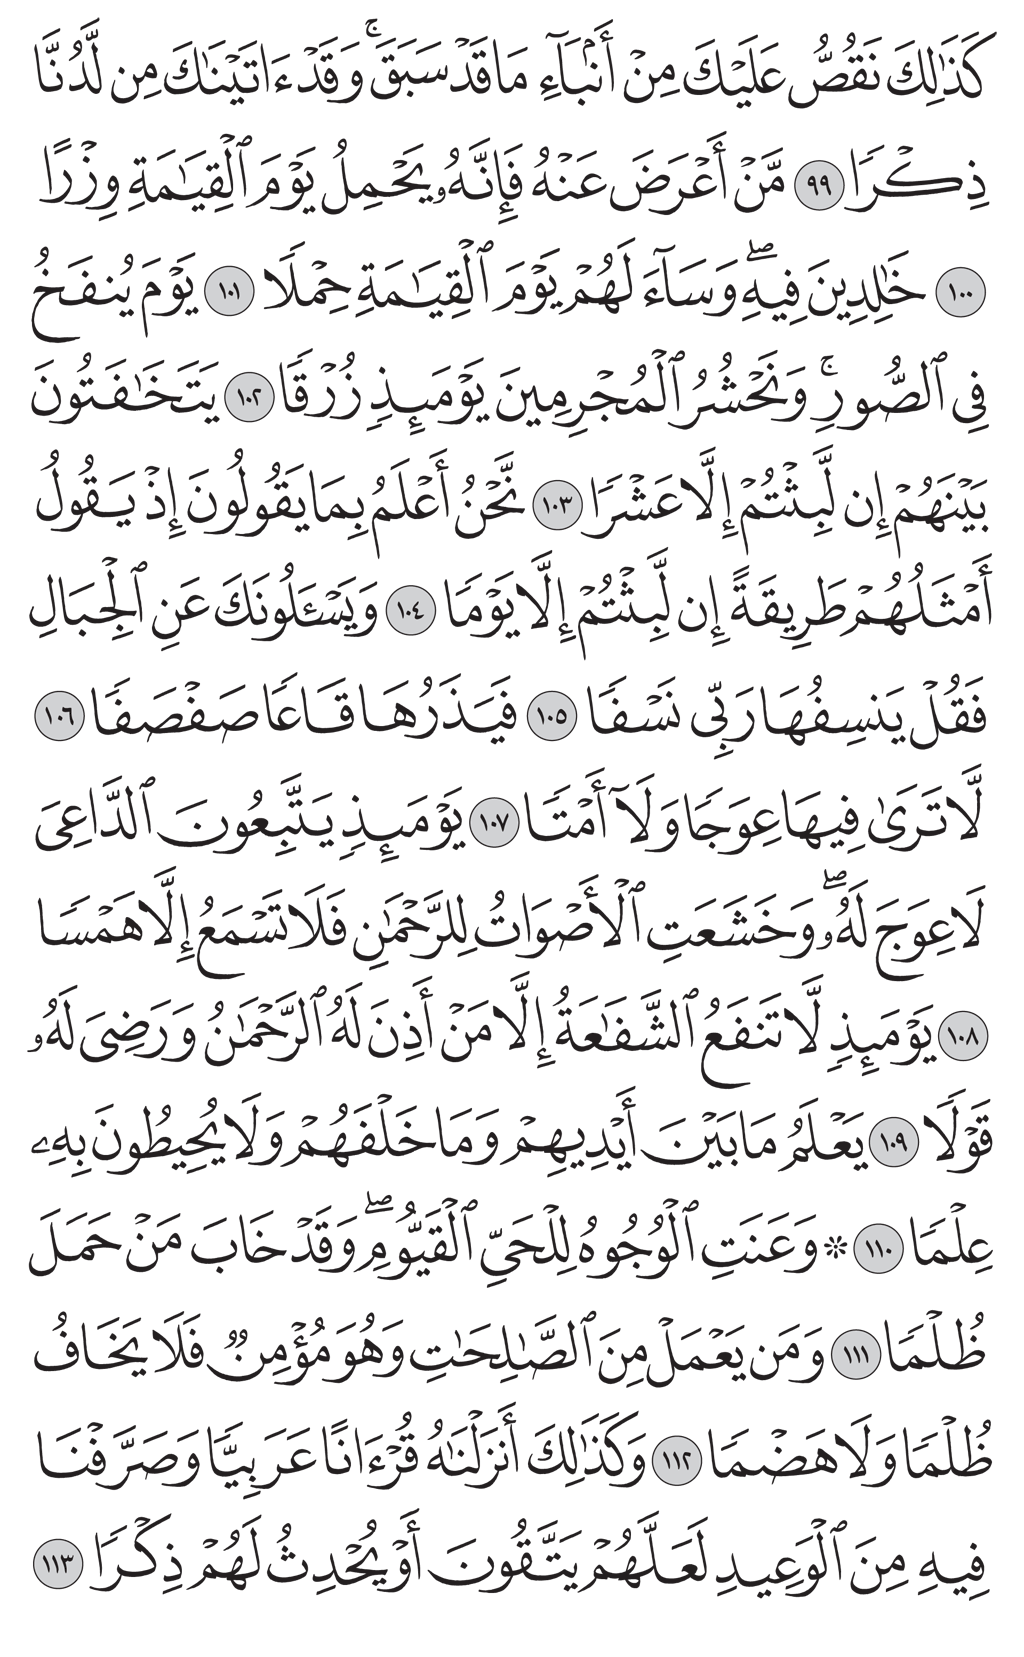 كَذَٰلِكَ نَقُصُّ عَلَيْكَ مِنْ أَنۢبَآءِ مَا قَدْ سَبَقَ ۚ وَقَدْ ءَاتَيْنَٰكَ مِن لَّدُنَّا
ذِكْرًا ٩٩ مَّنْ أَعْرَضَ عَنْهُ فَإِنَّهُۥ يَحْمِلُ يَوْمَ ٱلْقِيَٰمَةِ وِزْرًا
١٠٠ خَٰلِدِينَ فِيهِ ۖ وَسَآءَ لَهُمْ يَوْمَ ٱلْقِيَٰمَةِ حِمْلًا ١٠١ يَوْمَ يُنفَخُ
فِى ٱلصُّورِ ۚ وَنَحْشُرُ ٱلْمُجْرِمِينَ يَوْمَئِذٍ زُرْقًا ١٠٢ يَتَخَٰفَتُونَ
بَيْنَهُمْ إِن لَّبِثْتُمْ إِلَّا عَشْرًا ١٠٣ نَّحْنُ أَعْلَمُ بِمَا يَقُولُونَ إِذْ يَقُولُ
أَمْثَلُهُمْ طَرِيقَةً إِن لَّبِثْتُمْ إِلَّا يَوْمًا ١٠٤ وَيَسْـَٔلُونَكَ عَنِ ٱلْجِبَالِ
فَقُلْ يَنسِفُهَا رَبِّى نَسْفًا ١٠٥ فَيَذَرُهَا قَاعًا صَفْصَفًا ١٠٦
لَّا تَرَىٰ فِيهَا عِوَجًا وَلَآ أَمْتًا ١٠٧ يَوْمَئِذٍ يَتَّبِعُونَ ٱلدَّاعِىَ
لَا عِوَجَ لَهُۥ ۖ وَخَشَعَتِ ٱلْأَصْوَاتُ لِلرَّحْمَٰنِ فَلَا تَسْمَعُ إِلَّا هَمْسًا
١٠٨ يَوْمَئِذٍ لَّا تَنفَعُ ٱلشَّفَٰعَةُ إِلَّا مَنْ أَذِنَ لَهُ ٱلرَّحْمَٰنُ وَرَضِىَ لَهُۥ
قَوْلًا ١٠٩ يَعْلَمُ مَا بَيْنَ أَيْدِيهِمْ وَمَا خَلْفَهُمْ وَلَا يُحِيطُونَ بِهِۦ
عِلْمًا ١١٠ ۞ وَعَنَتِ ٱلْوُجُوهُ لِلْحَىِّ ٱلْقَيُّومِ ۖ وَقَدْ خَابَ مَنْ حَمَلَ
ظُلْمًا ١١١ وَمَن يَعْمَلْ مِنَ ٱلصَّٰلِحَٰتِ وَهُوَ مُؤْمِنٌ فَلَا يَخَافُ
ظُلْمًا وَلَا هَضْمًا ١١٢ وَكَذَٰلِكَ أَنزَلْنَٰهُ قُرْءَانًا عَرَبِيًّا وَصَرَّفْنَا
فِيهِ مِنَ ٱلْوَعِيدِ لَعَلَّهُمْ يَتَّقُونَ أَوْ يُحْدِثُ لَهُمْ ذِكْرًا ١١٣